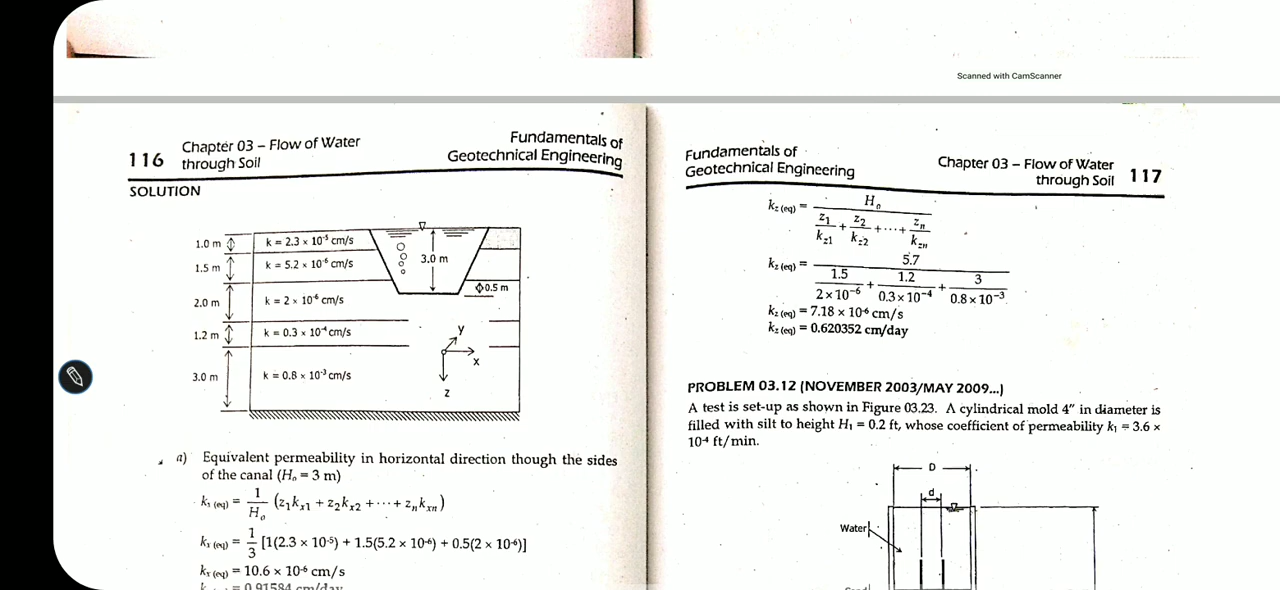 Scanned with CamScanner
116
Chapter 03 – Flow of Water
through Soil
Fundamentals of
Geotechnical Engineering
SOLUTION
1.0 m
k = 2.3 × 10⁻⁵ cm/s
1.5 m
k = 5.2 × 10⁻⁶ cm/s
3.0 m
0.5 m
2.0 m
k = 2 × 10⁻⁶ cm/s
1.2 m
k = 0.3 × 10⁻⁴ cm/s
3.0 m
k = 0.8 × 10⁻³ cm/s
y
x
z
a) Equivalent permeability in horizontal direction though the sides
of the canal (Hₒ = 3 m)
kₓ (eq) = 1/Hₒ (z₁kₓ₁ + z₂kₓ₂ + ··· + zₙkₓₙ)
kₓ (eq) = 1/3 [1(2.3 × 10⁻⁵) + 1.5(5.2 × 10⁻⁶) + 0.5(2 × 10⁻⁶)]
kₓ (eq) = 10.6 × 10⁻⁶ cm/s
= 0.91584 cm/day
Fundamentals of
Geotechnical Engineering
Chapter 03 – Flow of Water
through Soil
117
k_z (eq) = Hₒ / (z₁/k_z1 + z₂/k_z2 + ··· + zₙ/k_zn)
k_z (eq) = 5.7 / (1.5/(2×10⁻⁶) + 1.2/(0.3×10⁻⁴) + 3/(0.8×10⁻³))
k_z (eq) = 7.18 × 10⁻⁶ cm/s
k_z (eq) = 0.620352 cm/day
PROBLEM 03.12 (NOVEMBER 2003/MAY 2009...)
A test is set-up as shown in Figure 03.23. A cylindrical mold 4" in diameter is
filled with silt to height H₁ = 0.2 ft, whose coefficient of permeability k₁ = 3.6 ×
10⁻⁴ ft/min.
D
d
Water